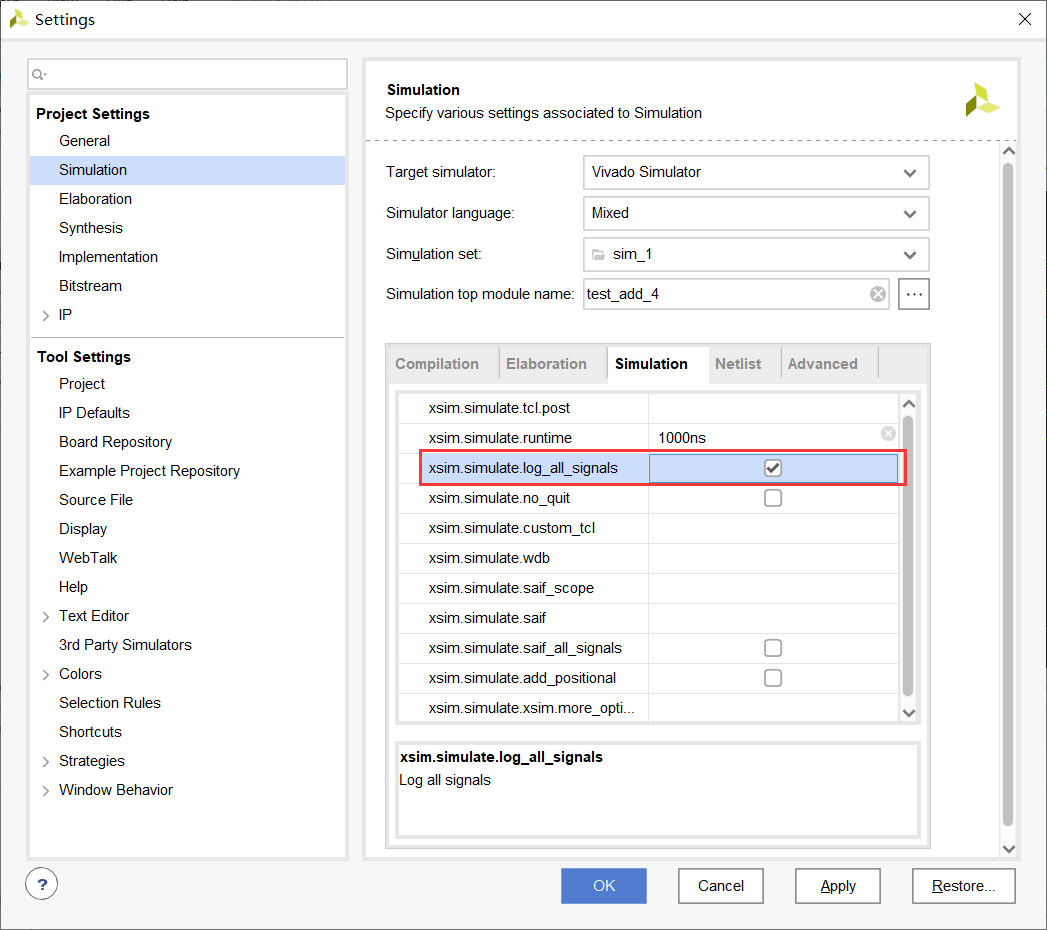 Settings
Project Settings
General
Simulation
Elaboration
Synthesis
Implementation
Bitstream
IP
Tool Settings
Project
IP Defaults
Board Repository
Example Project Repository
Source File
Display
WebTalk
Help
Text Editor
3rd Party Simulators
Colors
Selection Rules
Shortcuts
Strategies
Window Behavior
Simulation
Specify various settings associated to Simulation
Target simulator: Vivado Simulator
Simulator language: Mixed
Simulation set: sim_1
Simulation top module name: test_add_4 ...
Compilation Elaboration Simulation Netlist Advanced
xsim.simulate.tcl.post
xsim.simulate.runtime 1000ns
xsim.simulate.log_all_signals
xsim.simulate.no_quit
xsim.simulate.custom_tcl
xsim.simulate.wdb
xsim.simulate.saif_scope
xsim.simulate.saif
xsim.simulate.saif_all_signals
xsim.simulate.add_positional
xsim.simulate.xsim.more_opti...
xsim.simulate.log_all_signals
Log all signals
? OK Cancel Apply Restore...